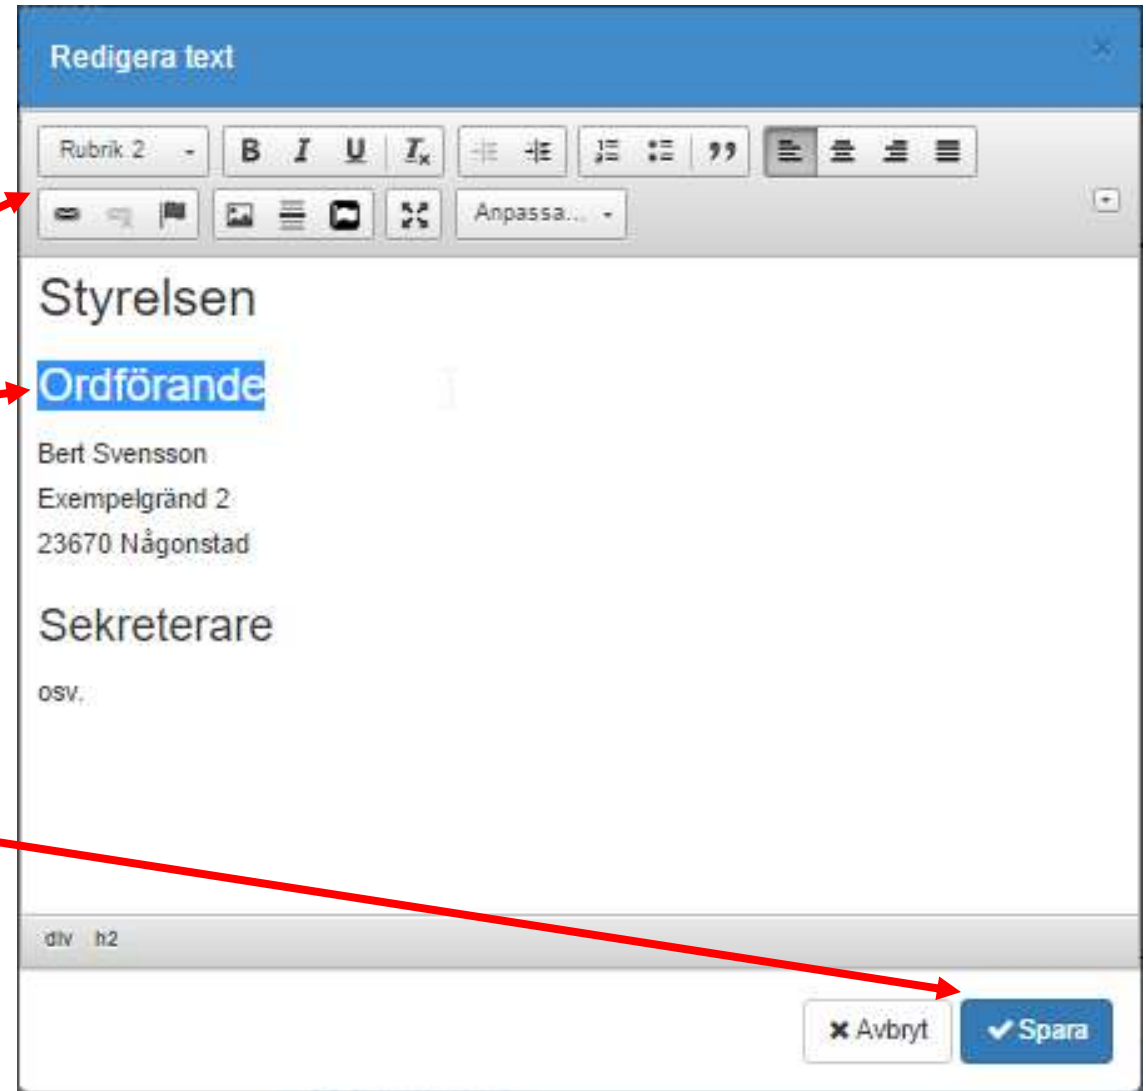 Redigera text
Rubrik 2 B I U Ix
Anpassa...
Styrelsen
Ordförande
Bert Svensson
Exempelgränd 2
23670 Någonstad
Sekreterare
osv.
div h2
Avbryt Spara